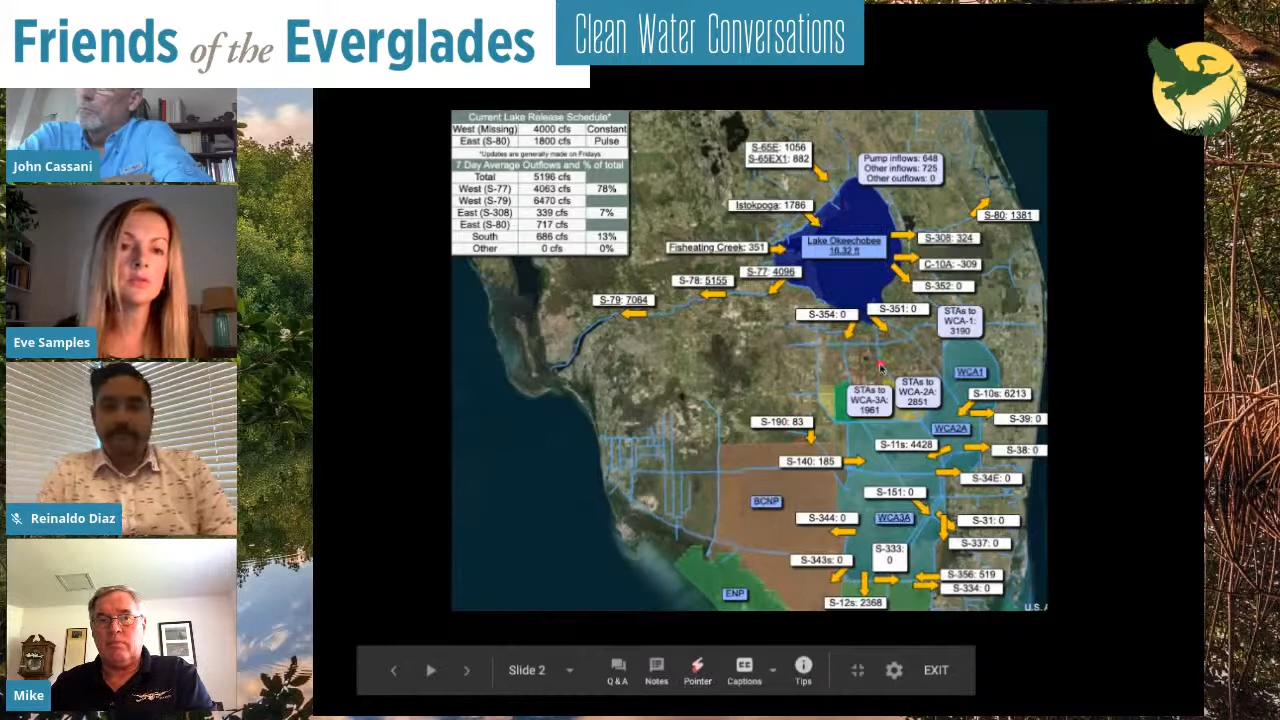 Friends of the Everglades
Clean Water Conversations
John Cassani
Eve Samples
Reinaldo Diaz
Mike
Current Lake Release Schedule*
West (Missing) 4000 cfs Constant
East (S-80) 1800 cfs Pulse
*Updates are generally made on Fridays
7 Day Average Outflows and % of total
Total 5196 cfs
West (S-77) 4063 cfs 78%
West (S-79) 6470 cfs
East (S-308) 339 cfs 7%
East (S-80) 717 cfs
South 686 cfs 13%
Other 0 cfs 0%
S-65E: 1056
S-65EX1: 882
Pump inflows: 648
Other inflows: 725
Other outflows: 0
Istokpoga: 1786
S-80: 1381
Lake Okeechobee
16.32 ft
S-308: 324
Fisheating Creek: 351
C-10A: -309
S-77: 4096
S-78: 5155
S-352: 0
S-79: 7064
S-354: 0
S-351: 0
STAs to
WCA-1:
3190
WCA1
STAs to
WCA-3A:
1961
STAs to
WCA-2A:
2851
S-10s: 6213
S-39: 0
S-190: 83
WCA2A
S-11s: 4428
S-38: 0
S-140: 185
S-34E: 0
S-151: 0
BCNP
S-344: 0
WCA3A
S-31: 0
S-337: 0
S-343s: 0
S-333:
0
S-356: 519
S-334: 0
ENP
S-12s: 2368
U.S. A
Slide 2
Q & A
Notes
Pointer
Captions
Tips
EXIT